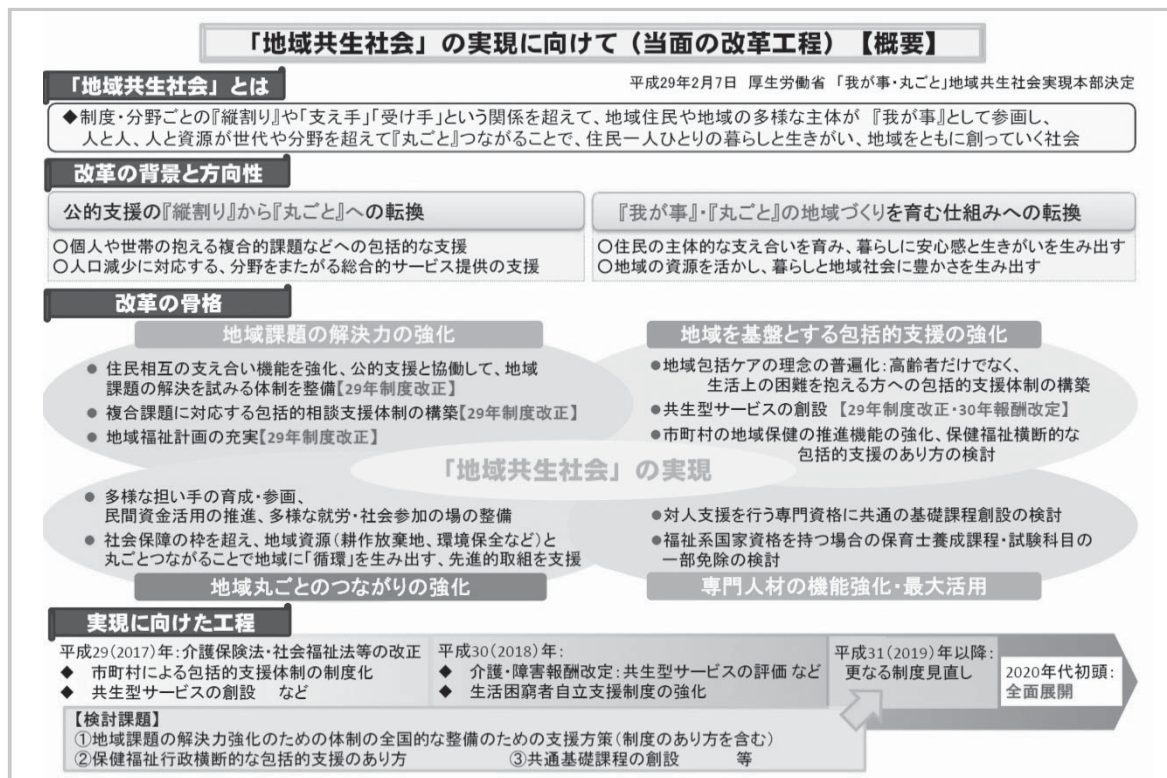 「地域共生社会」の実現に向けて（当面の改革工程）【概要】
「地域共生社会」とは
平成29年2月7日 厚生労働省 「我が事・丸ごと」地域共生社会実現本部決定
◆制度・分野ごとの『縦割り』や「支え手」「受け手」という関係を超えて、地域住民や地域の多様な主体が 『我が事』として参画し、
人と人、人と資源が世代や分野を超えて『丸ごと』つながることで、住民一人ひとりの暮らしと生きがい、地域をともに創っていく社会
改革の背景と方向性
公的支援の『縦割り』から『丸ごと』への転換
○個人や世帯の抱える複合的課題などへの包括的な支援
○人口減少に対応する、分野をまたがる総合的サービス提供の支援
『我が事』・『丸ごと』の地域づくりを育む仕組みへの転換
○住民の主体的な支え合いを育み、暮らしに安心感と生きがいを生み出す
○地域の資源を活かし、暮らしと地域社会に豊かさを生み出す
改革の骨格
地域課題の解決力の強化
● 住民相互の支え合い機能を強化、公的支援と協働して、地域
課題の解決を試みる体制を整備【29年制度改正】
● 複合課題に対応する包括的相談支援体制の構築【29年制度改正】
● 地域福祉計画の充実【29年制度改正】
地域を基盤とする包括的支援の強化
●地域包括ケアの理念の普遍化：高齢者だけでなく、
生活上の困難を抱える方への包括的支援体制の構築
●共生型サービスの創設 【29年制度改正・30年報酬改定】
●市町村の地域保健の推進機能の強化、保健福祉横断的な
包括的支援のあり方の検討
「地域共生社会」の実現
● 多様な担い手の育成・参画、
民間資金活用の推進、多様な就労・社会参加の場の整備
● 社会保障の枠を超え、地域資源（耕作放棄地、環境保全など）と
丸ごとつながることで地域に「循環」を生み出す、先進的取組を支援
地域丸ごとのつながりの強化
●対人支援を行う専門資格に共通の基礎課程創設の検討
●福祉系国家資格を持つ場合の保育士養成課程・試験科目の
一部免除の検討
専門人材の機能強化・最大活用
実現に向けた工程
平成29（2017）年：介護保険法・社会福祉法等の改正
◆ 市町村による包括的支援体制の制度化
◆ 共生型サービスの創設 など
平成30（2018）年：
◆ 介護・障害報酬改定：共生型サービスの評価 など
◆ 生活困窮者自立支援制度の強化
平成31（2019）年以降：
更なる制度見直し
2020年代初頭：
全面展開
【検討課題】
①地域課題の解決力強化のための体制の全国的な整備のための支援方策（制度のあり方を含む）
②保健福祉行政横断的な包括的支援のあり方 ③共通基礎課程の創設 等